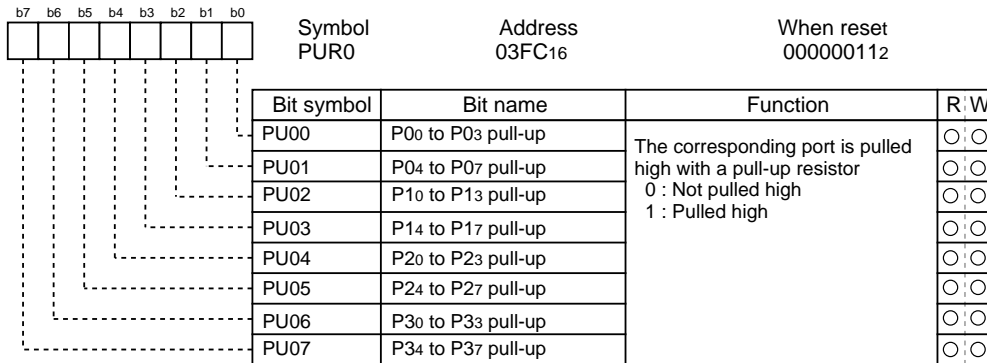 b7 b6 b5 b4 b3 b2 b1 b0
Symbol Address When reset
PUR0 03FC16 000000112
Bit symbol Bit name Function R W
PU00 P00 to P03 pull-up
The corresponding port is pulled
high with a pull-up resistor
0 : Not pulled high
1 : Pulled high
PU01 P04 to P07 pull-up
PU02 P10 to P13 pull-up
PU03 P14 to P17 pull-up
PU04 P20 to P23 pull-up
PU05 P24 to P27 pull-up
PU06 P30 to P33 pull-up
PU07 P34 to P37 pull-up